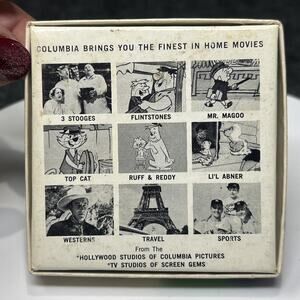 COLUMBIA BRINGS YOU THE FINEST IN HOME MOVIES
3 STOOGES
FLINTSTONES
MR. MAGOO
TOP CAT
RUFF & REDDY
LI'L ABNER
WESTERNS
TRAVEL
SPORTS
From The
*HOLLYWOOD STUDIOS OF COLUMBIA PICTURES
*TV STUDIOS OF SCREEN GEMS